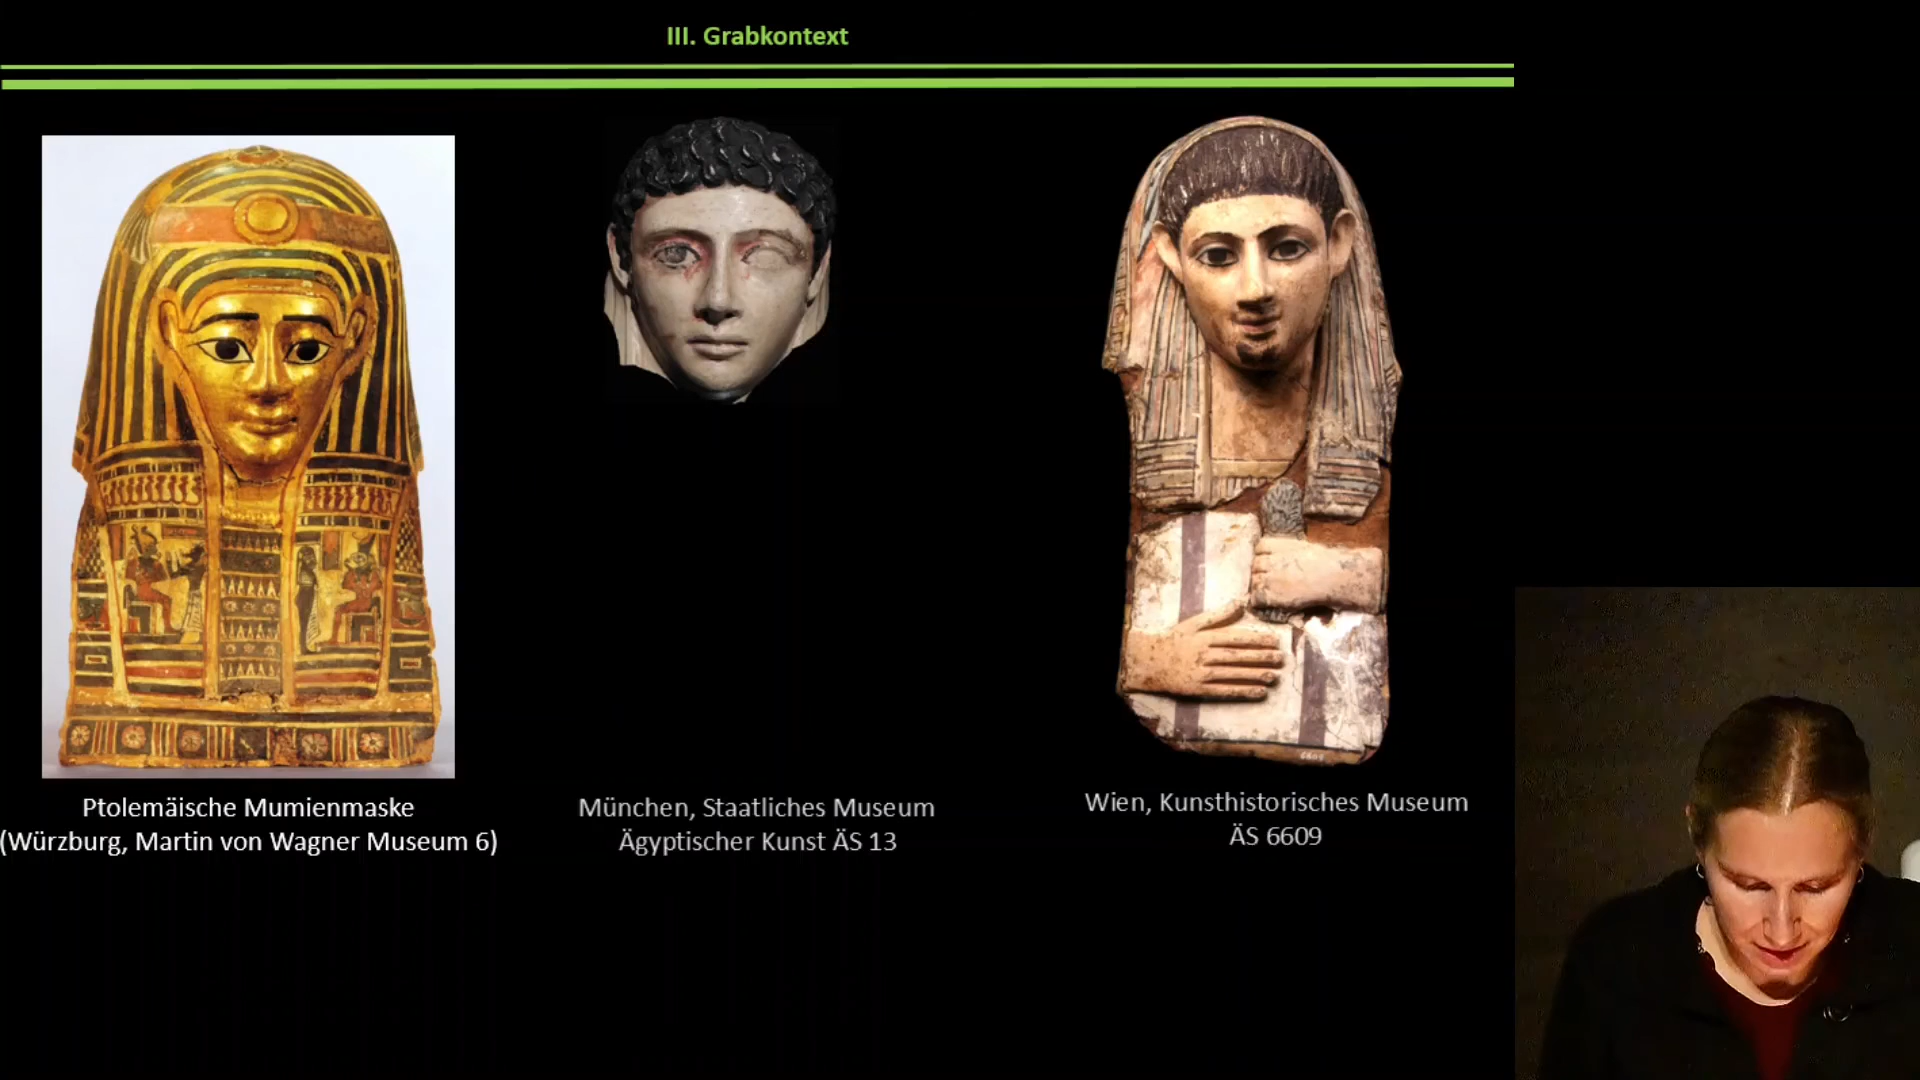 III. Grabkontext
Ptolemäische Mumienmaske
(Würzburg, Martin von Wagner Museum 6)
München, Staatliches Museum
Ägyptischer Kunst ÄS 13
Wien, Kunsthistorisches Museum
ÄS 6609